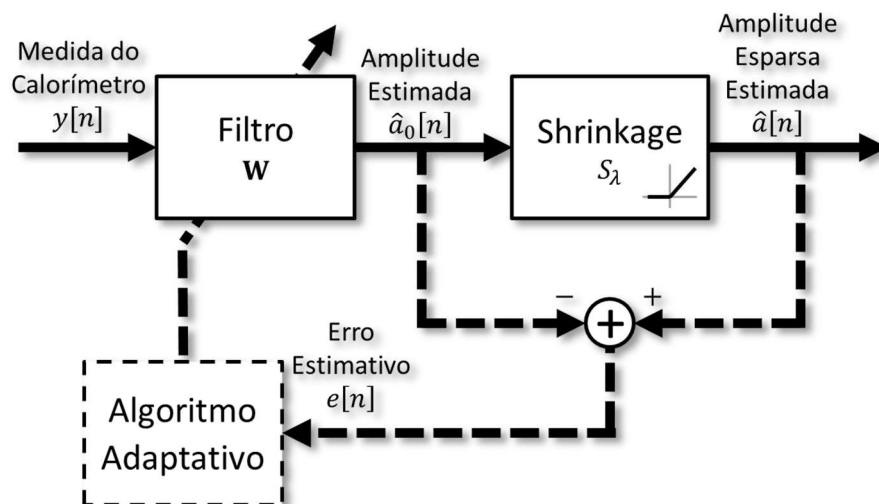 Medida do
Calorímetro
y[n]
Filtro
W
Amplitude
Estimada
â₀[n]
Shrinkage
S_λ
Amplitude
Esparsa
Estimada
â[n]
−
+
+
Erro
Estimativo
e[n]
Algoritmo
Adaptativo